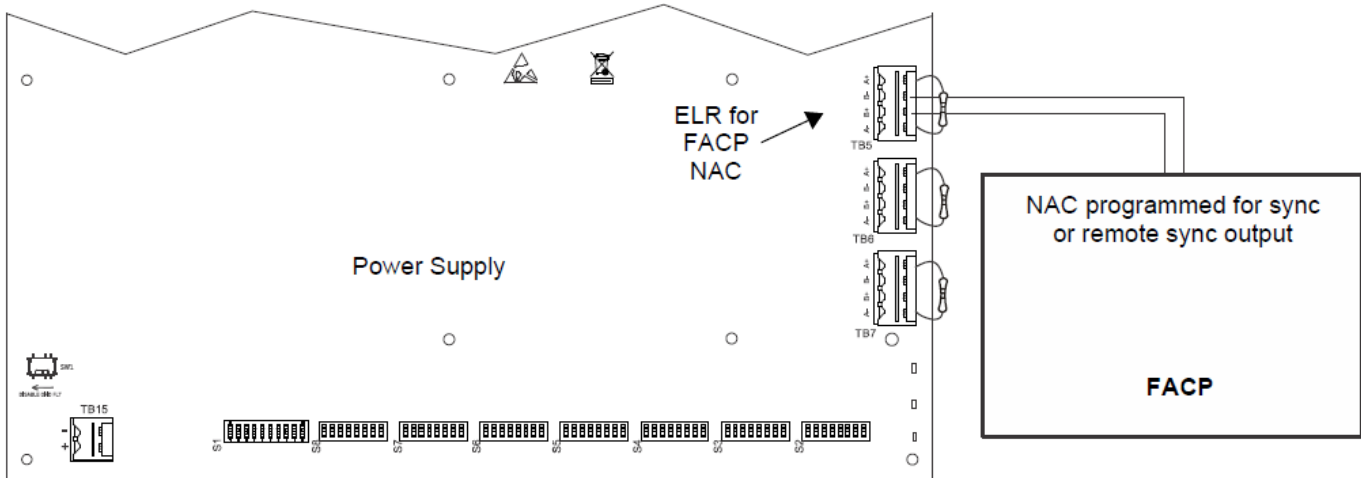 ELR for
FACP
NAC
A+
B-
B+
A-
TB5
A+
B-
B+
A-
TB6
A+
B-
B+
A-
TB7
NAC programmed for sync
or remote sync output
FACP
Power Supply
SW1
TB15
-
+
S1
S8
S7
S6
S5
S4
S3
S2